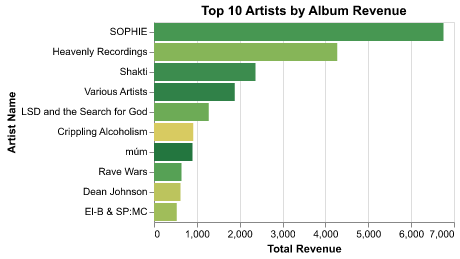 Top 10 Artists by Album Revenue
Artist Name
SOPHIE
Heavenly Recordings
Shakti
Various Artists
LSD and the Search for God
Crippling Alcoholism
múm
Rave Wars
Dean Johnson
El-B & SP:MC
0 1,000 2,000 3,000 4,000 5,000 6,000 7,000
Total Revenue